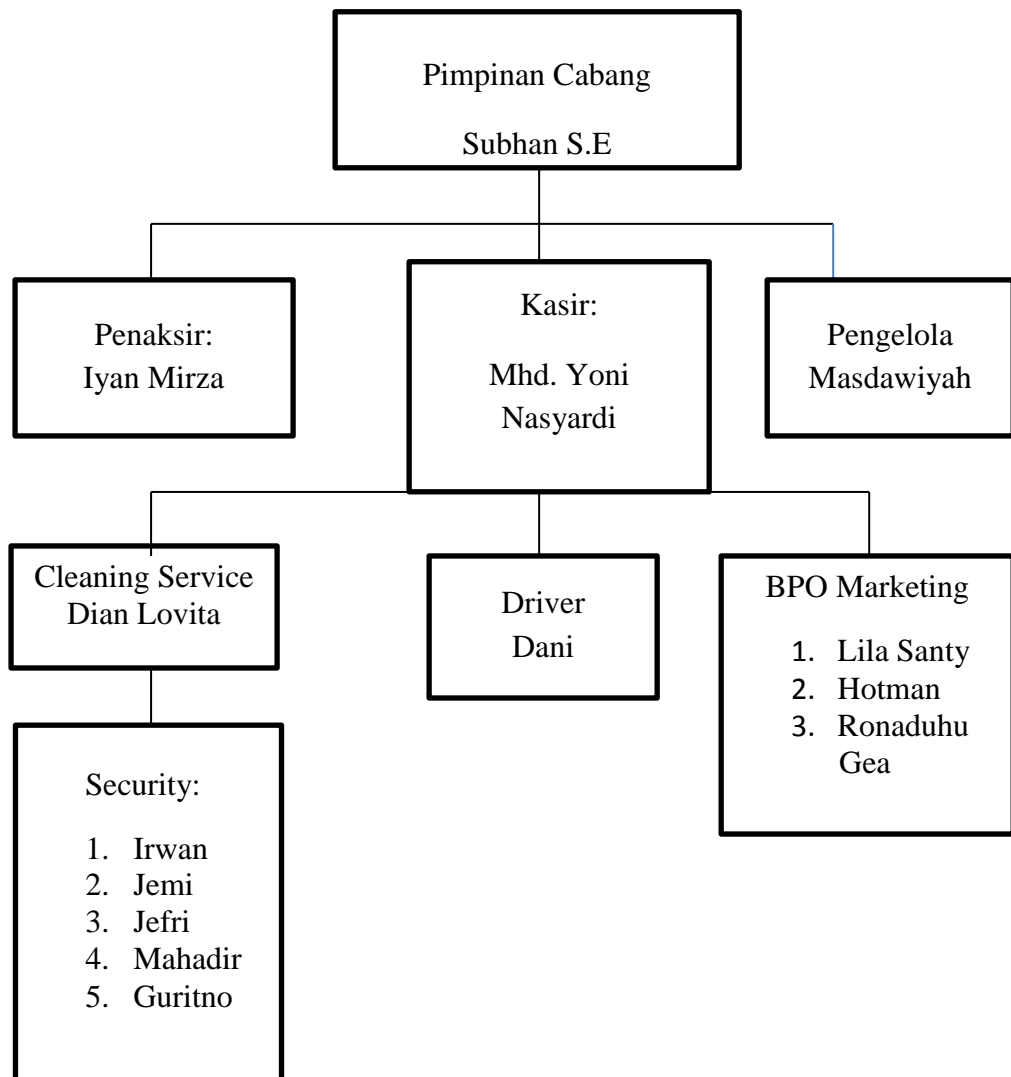 Pimpinan Cabang
Subhan S.E
Penaksir:
Iyan Mirza
Kasir:
Mhd. Yoni
Nasyardi
Pengelola
Masdawiyah
Cleaning Service
Dian Lovita
Driver
Dani
BPO Marketing
1. Lila Santy
2. Hotman
3. Ronaduhu
Gea
Security:
1. Irwan
2. Jemi
3. Jefri
4. Mahadir
5. Guritno